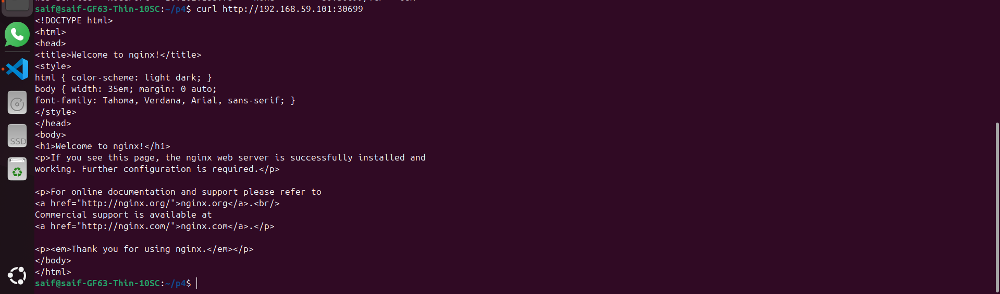 saif@saif-GF63-Thin-10SC:~/p4$ curl http://192.168.59.101:30699
<!DOCTYPE html>
<html>
<head>
<title>Welcome to nginx!</title>
<style>
html { color-scheme: light dark; }
body { width: 35em; margin: 0 auto;
font-family: Tahoma, Verdana, Arial, sans-serif; }
</style>
</head>
<body>
<h1>Welcome to nginx!</h1>
<p>If you see this page, the nginx web server is successfully installed and
working. Further configuration is required.</p>

<p>For online documentation and support please refer to
<a href="http://nginx.org/">nginx.org</a>.<br/>
Commercial support is available at
<a href="http://nginx.com/">nginx.com</a>.</p>

<p><em>Thank you for using nginx.</em></p>
</body>
</html>
saif@saif-GF63-Thin-10SC:~/p4$
SSD